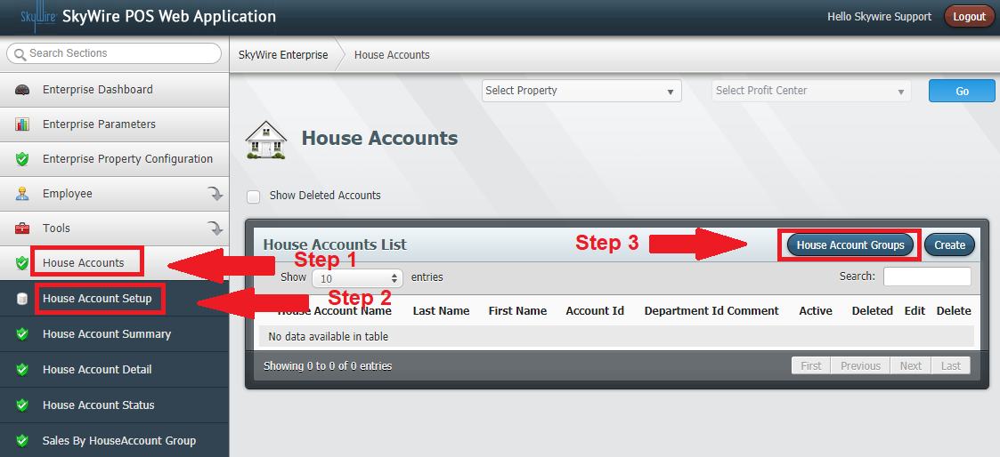 SkyWire SkyWire POS Web Application
Hello Skywire Support Logout
Search Sections
SkyWire Enterprise House Accounts
Enterprise Dashboard
Select Property Select Profit Center Go
Enterprise Parameters
House Accounts
Enterprise Property Configuration
Employee
Show Deleted Accounts
Tools
House Accounts List Step 3 House Account Groups Create
House Accounts Step 1
Show 10 entries Search:
House Account Setup Step 2
House Account Name Last Name First Name Account Id Department Id Comment Active Deleted Edit Delete
House Account Summary
No data available in table
House Account Detail
Showing 0 to 0 of 0 entries First Previous Next Last
House Account Status
Sales By HouseAccount Group